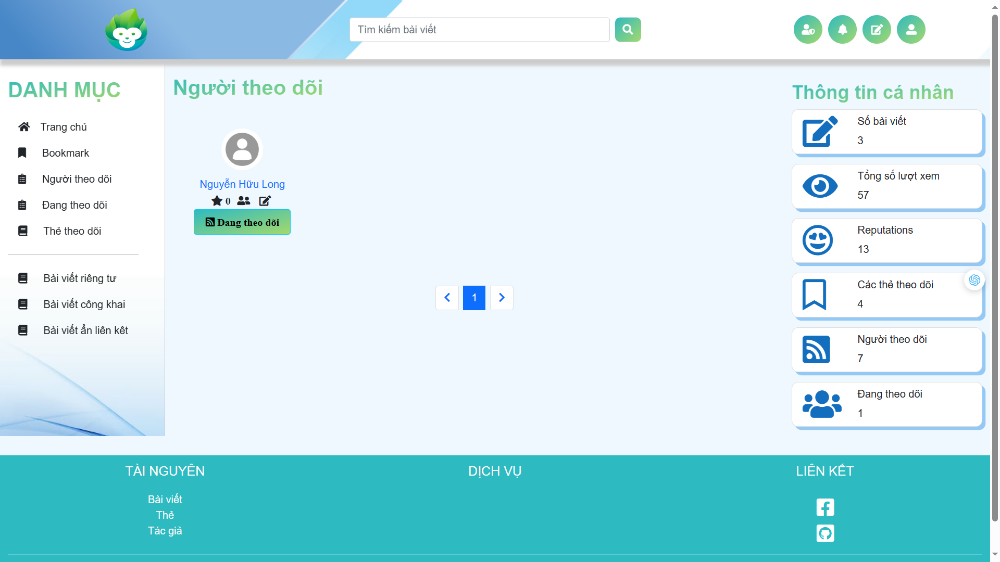 Tìm kiếm bài viết
DANH MỤC
Trang chủ
Bookmark
Người theo dõi
Đang theo dõi
Thẻ theo dõi
Bài viết riêng tư
Bài viết công khai
Bài viết ẩn liên kêt
Người theo dõi
Nguyễn Hữu Long
0
Đang theo dõi
1
Thông tin cá nhân
Số bài viết
3
Tổng số lượt xem
57
Reputations
13
Các thẻ theo dõi
4
Người theo dõi
7
Đang theo dõi
1
TÀI NGUYÊN
Bài viết
Thẻ
Tác giả
DỊCH VỤ
LIÊN KẾT